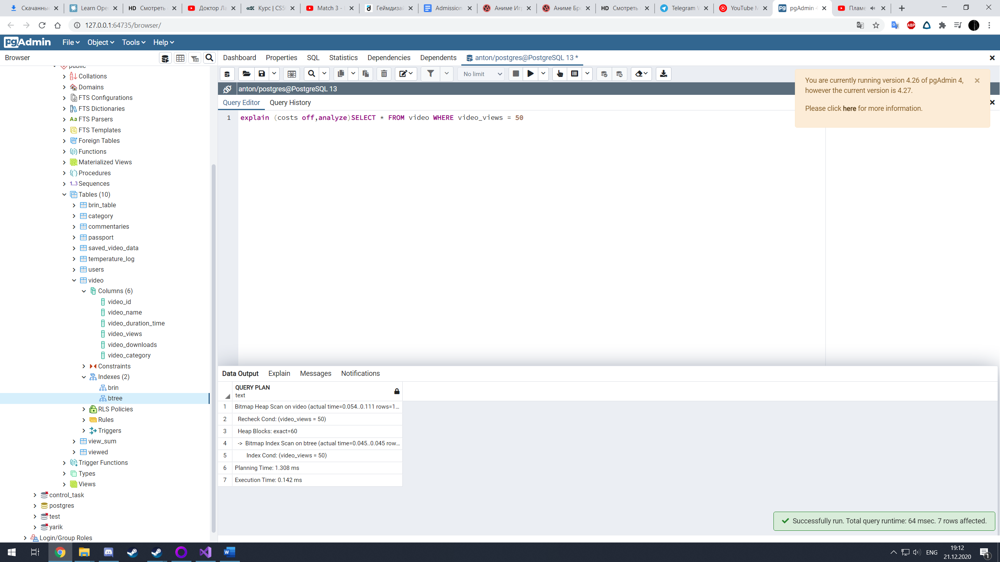 Скачанные
Learn Ope
HD Смотреть
Доктор Ла
edX Курс | CS5
Match 3 - L
Геймдизай
Admission
Аниме Иг
Аниме Бр
HD Смотреть
Telegram
YouTube M
pgAdmin 4
Пламе
127.0.0.1:64735/browser/
ABP
pgAdmin File Object Tools Help
Browser
Dashboard Properties SQL Statistics Dependencies Dependents anton/postgres@PostgreSQL 13 *
No limit
anton/postgres@PostgreSQL 13
Query Editor Query History
1 explain (costs off,analyze)SELECT * FROM video WHERE video_views = 50
You are currently running version 4.26 of pgAdmin 4,
however the current version is 4.27.
Please click here for more information.
public
Collations
Domains
FTS Configurations
FTS Dictionaries
Aa FTS Parsers
FTS Templates
Foreign Tables
Functions
Materialized Views
Procedures
1..3 Sequences
Tables (10)
brin_table
category
commentaries
passport
saved_video_data
temperature_log
users
video
Columns (6)
video_id
video_name
video_duration_time
video_views
video_downloads
video_category
Constraints
Indexes (2)
brin
btree
RLS Policies
Rules
Triggers
view_sum
viewed
Trigger Functions
Types
Views
control_task
postgres
test
yarik
Login/Group Roles
Data Output Explain Messages Notifications
QUERY PLAN
text
1 Bitmap Heap Scan on video (actual time=0.054..0.111 rows=1...
2 Recheck Cond: (video_views = 50)
3 Heap Blocks: exact=60
4 -> Bitmap Index Scan on btree (actual time=0.045..0.045 row...
5 Index Cond: (video_views = 50)
6 Planning Time: 1.308 ms
7 Execution Time: 0.142 ms
Successfully run. Total query runtime: 64 msec. 7 rows affected.
ENG
19:12
21.12.2020
1